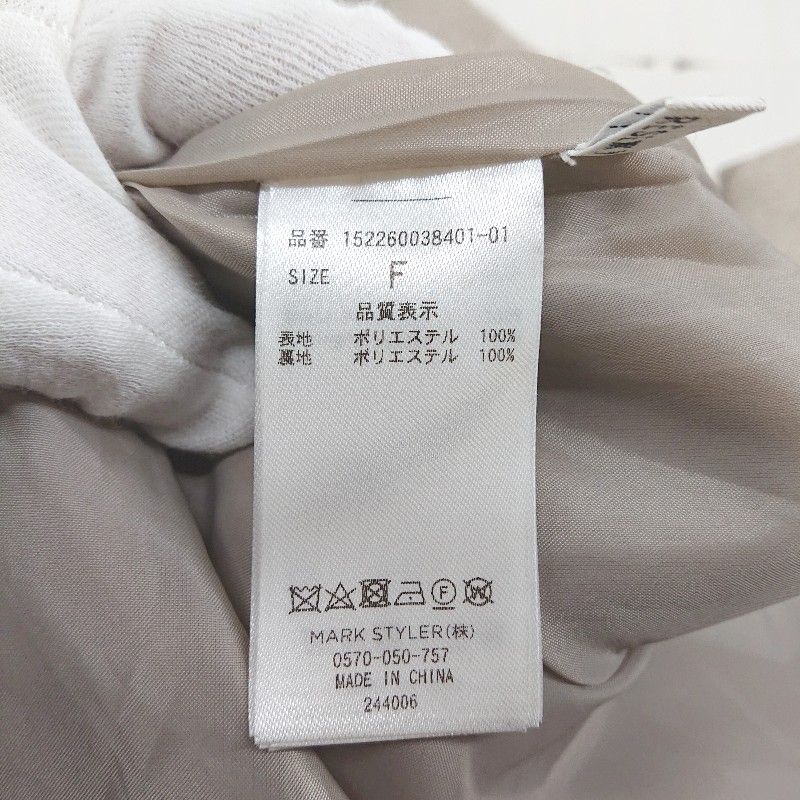 品番 152260038401-01
SIZE F
品質表示
表地 ポリエステル 100%
裏地 ポリエステル 100%
MARK STYLER(株)
0570-050-757
MADE IN CHINA
244006